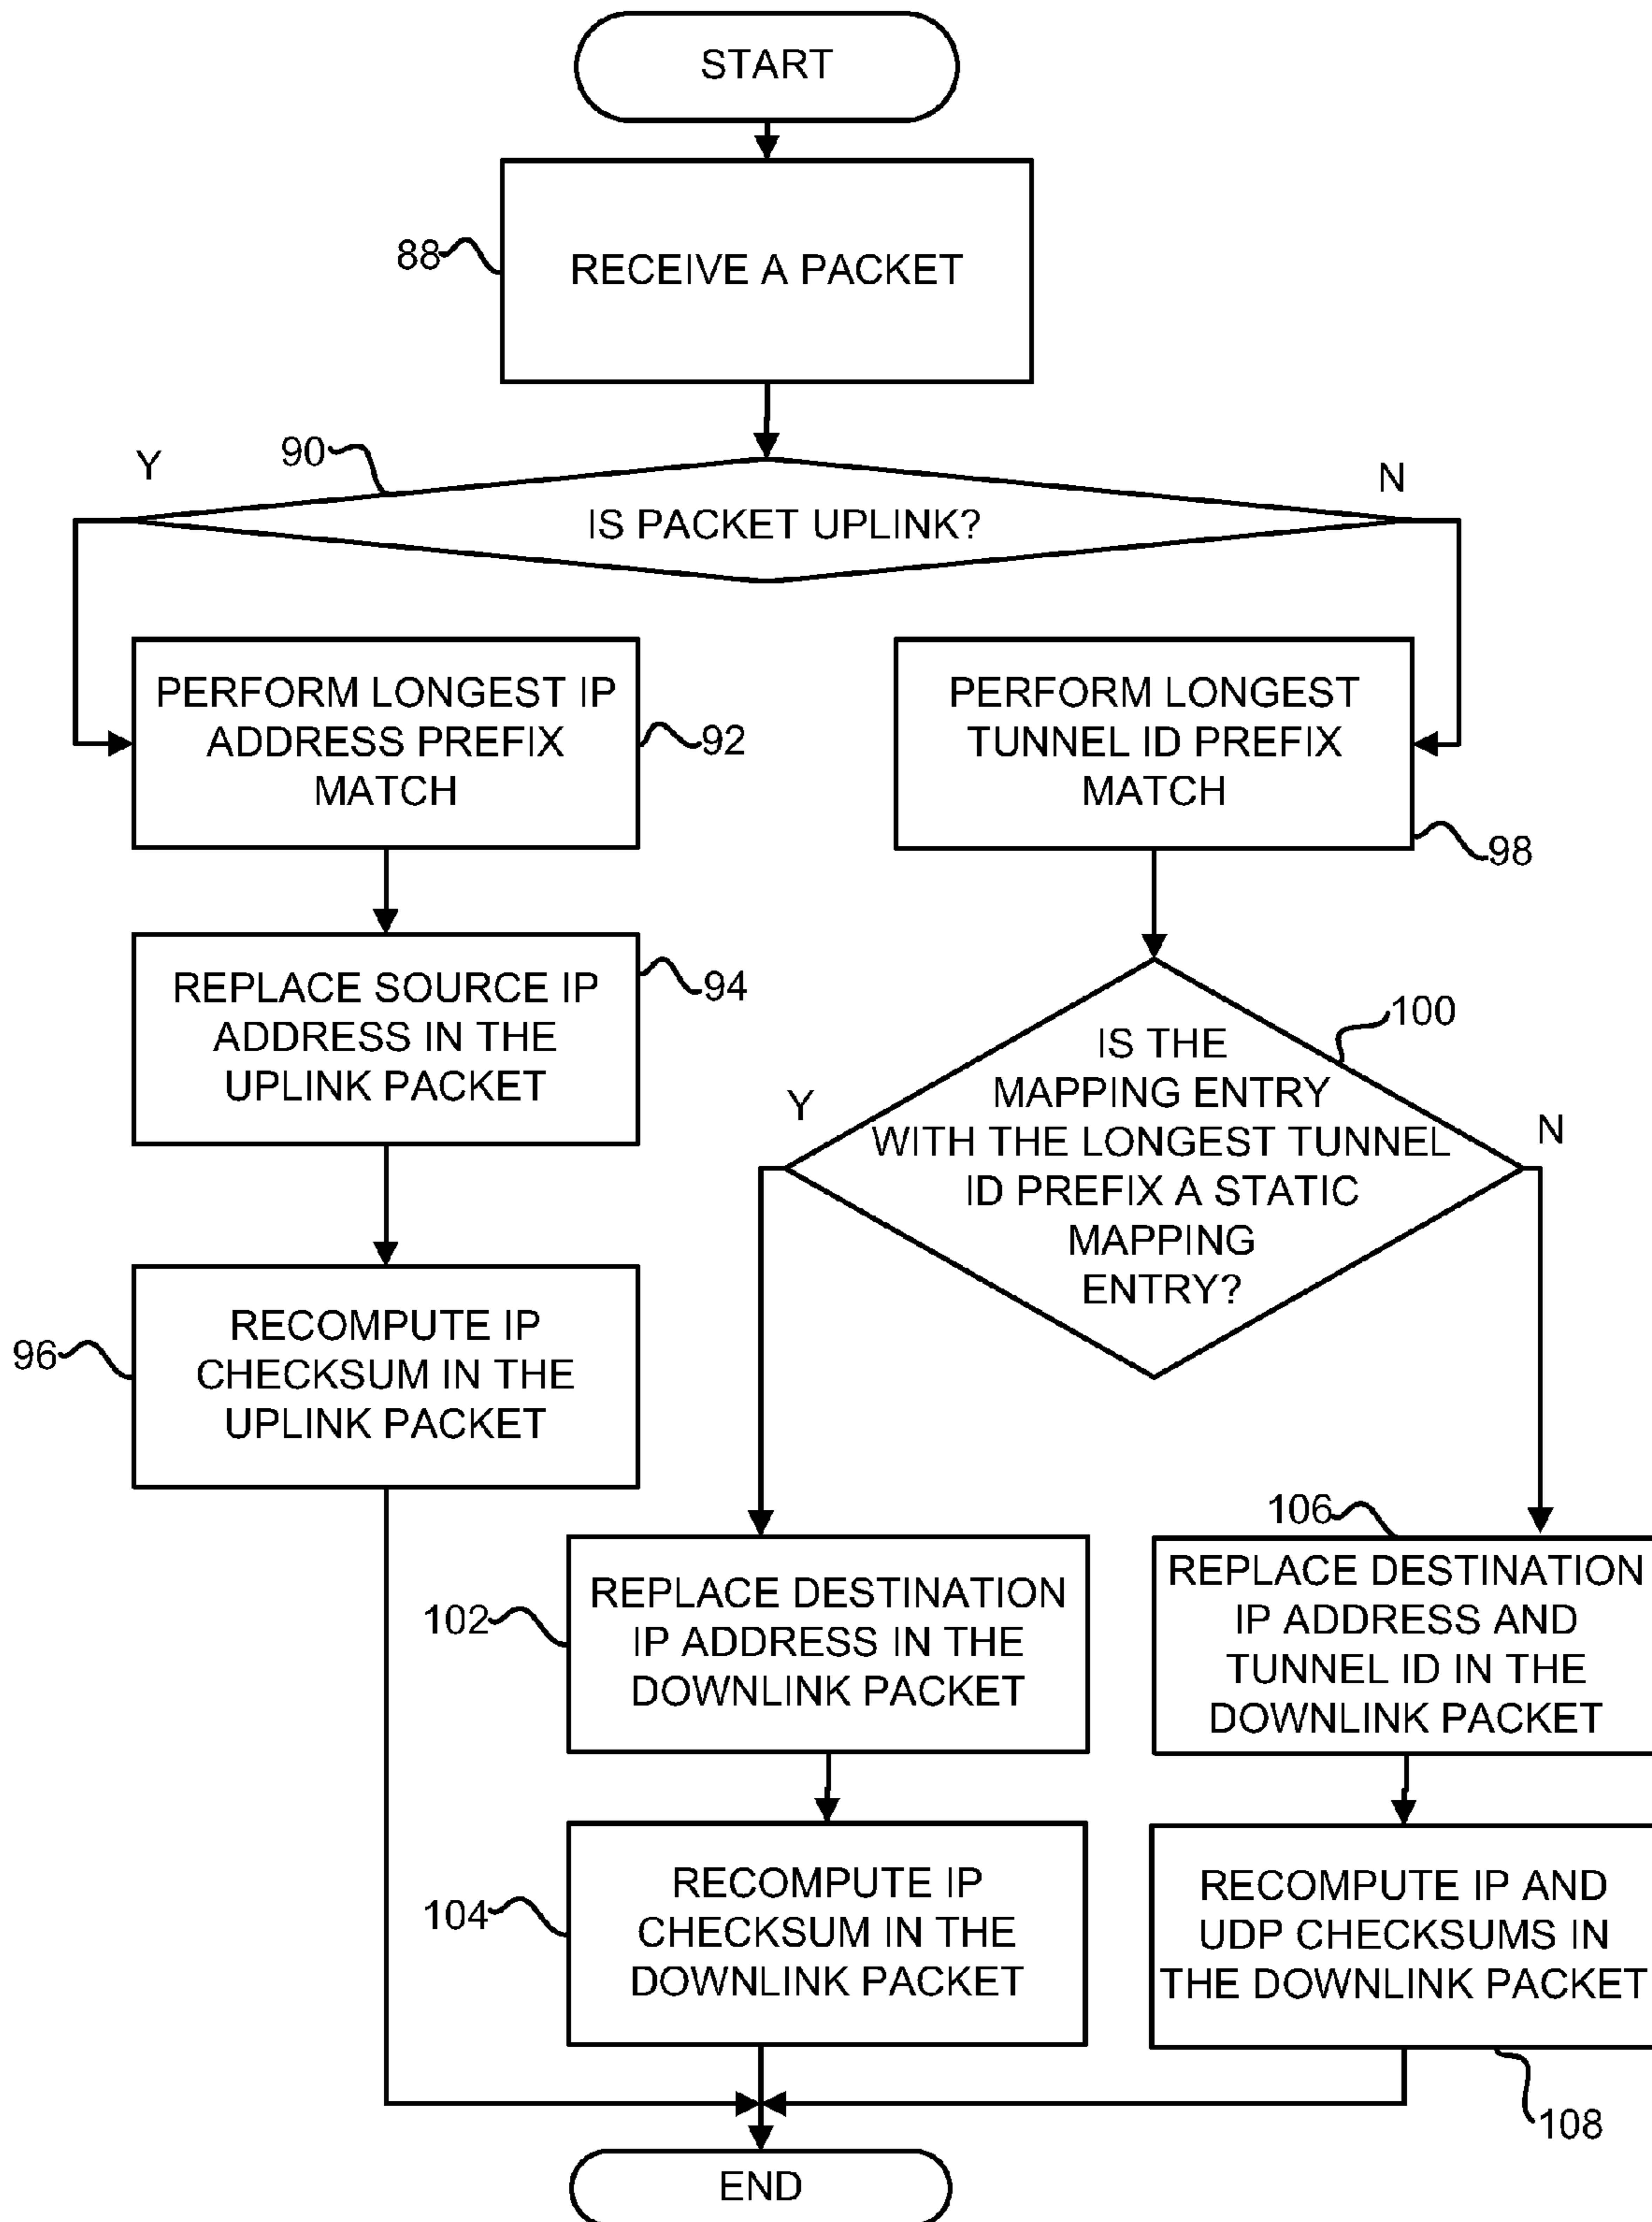 START
88
RECEIVE A PACKET
Y
90
N
IS PACKET UPLINK?
PERFORM LONGEST IP
ADDRESS PREFIX
MATCH
92
PERFORM LONGEST
TUNNEL ID PREFIX
MATCH
98
REPLACE SOURCE IP
ADDRESS IN THE
UPLINK PACKET
94
100
IS THE
MAPPING ENTRY
WITH THE LONGEST TUNNEL
ID PREFIX A STATIC
MAPPING
ENTRY?
Y
N
96
RECOMPUTE IP
CHECKSUM IN THE
UPLINK PACKET
102
REPLACE DESTINATION
IP ADDRESS IN THE
DOWNLINK PACKET
106
REPLACE DESTINATION
IP ADDRESS AND
TUNNEL ID IN THE
DOWNLINK PACKET
104
RECOMPUTE IP
CHECKSUM IN THE
DOWNLINK PACKET
RECOMPUTE IP AND
UDP CHECKSUMS IN
THE DOWNLINK PACKET
108
END